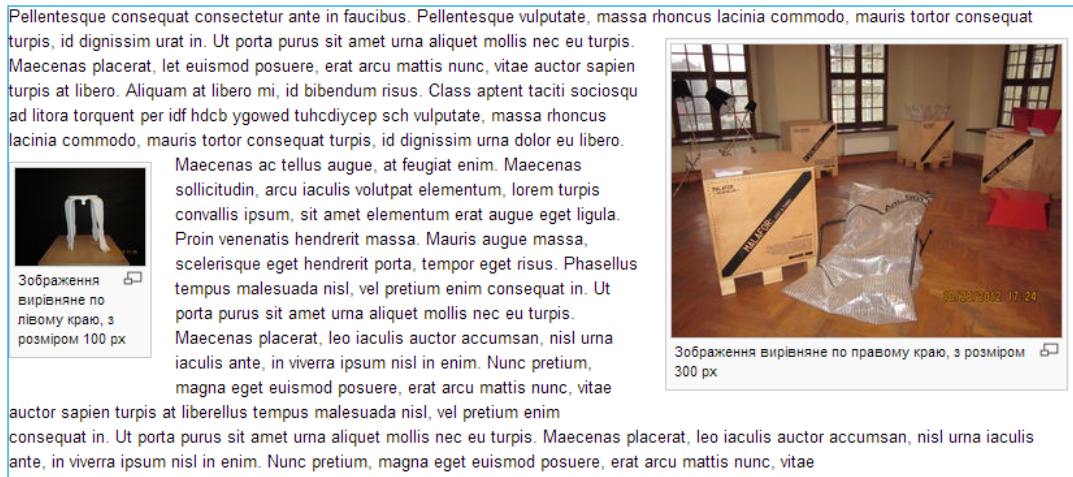 Pellentesque consequat consectetur ante in faucibus. Pellentesque vulputate, massa rhoncus lacinia commodo, mauris tortor consequat
turpis, id dignissim urat in. Ut porta purus sit amet urna aliquet mollis nec eu turpis.
Maecenas placerat, let euismod posuere, erat arcu mattis nunc, vitae auctor sapien
turpis at libero. Aliquam at libero mi, id bibendum risus. Class aptent taciti sociosqu
ad litora torquent per idf hdcb ygowed tuhcdiycep sch vulputate, massa rhoncus
lacinia commodo, mauris tortor consequat turpis, id dignissim urna dolor eu libero.
Maecenas ac tellus augue, at feugiat enim. Maecenas
sollicitudin, arcu iaculis volutpat elementum, lorem turpis
convallis ipsum, sit amet elementum erat augue eget ligula.
Proin venenatis hendrerit massa. Mauris augue massa,
scelerisque eget hendrerit porta, tempor eget risus. Phasellus
tempus malesuada nisl, vel pretium enim consequat in. Ut
porta purus sit amet urna aliquet mollis nec eu turpis.
Maecenas placerat, leo iaculis auctor accumsan, nisl urna
iaculis ante, in viverra ipsum nisl in enim. Nunc pretium,
magna eget euismod posuere, erat arcu mattis nunc, vitae
auctor sapien turpis at liberellus tempus malesuada nisl, vel pretium enim
consequat in. Ut porta purus sit amet urna aliquet mollis nec eu turpis. Maecenas placerat, leo iaculis auctor accumsan, nisl urna iaculis
ante, in viverra ipsum nisl in enim. Nunc pretium, magna eget euismod posuere, erat arcu mattis nunc, vitae
Зображення
вирівняне по
лівому краю, з
розміром 100 px
MALAFOR
MALAFOR
MALAFOR
MALAFOR
17:24
Зображення вирівняне по правому краю, з розміром
300 px